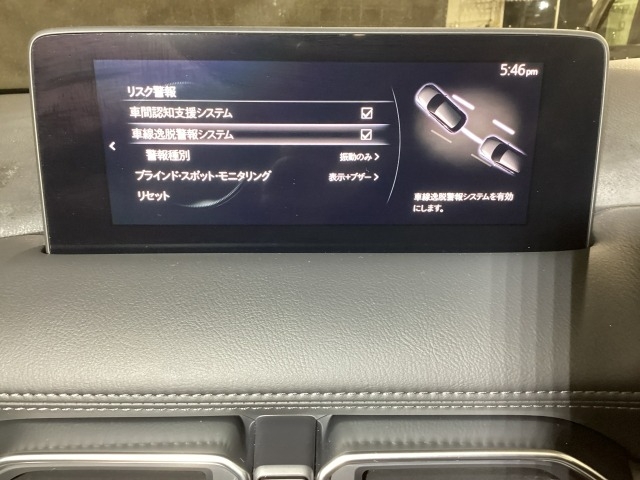 5:46pm
リスク警報
車間認知支援システム
車線逸脱警報システム
警報種別 振動のみ
ブラインド・スポット・モニタリング 表示+ブザー
リセット
車線逸脱警報システムを有効
にします。